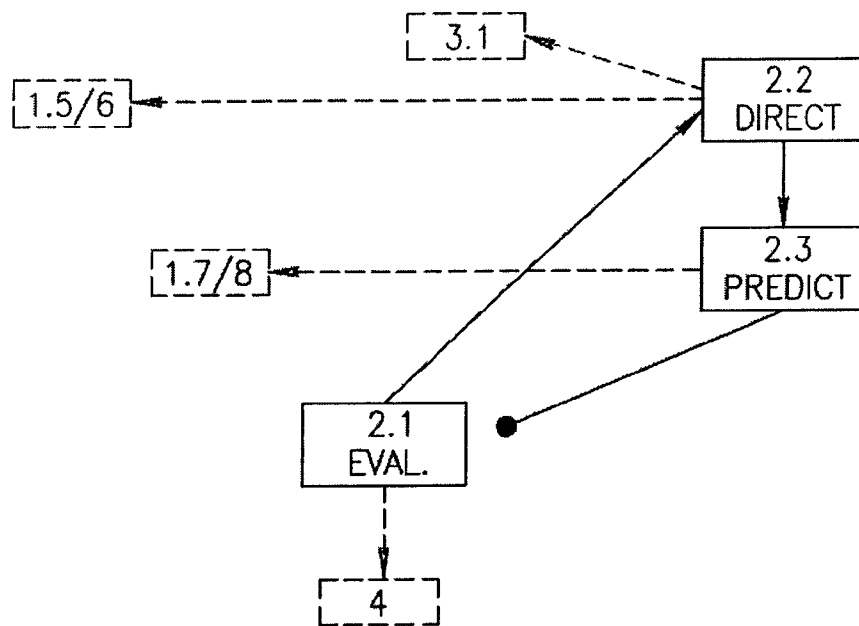 3.1
2.2
DIRECT
1.5/6
2.3
PREDICT
1.7/8
2.1
EVAL.
4